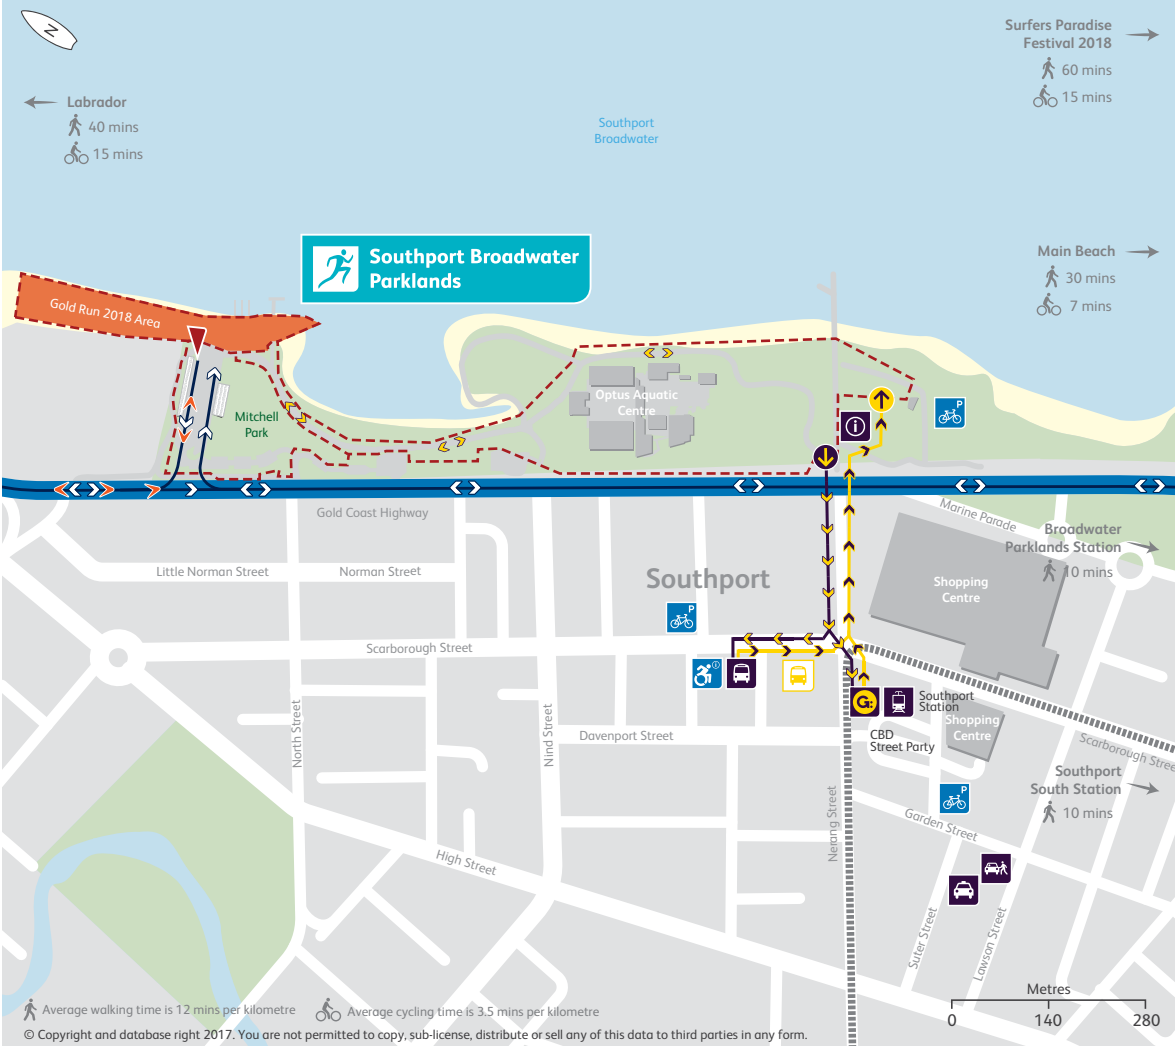 N
Surfers Paradise
Festival 2018
60 mins
15 mins
Labrador
40 mins
15 mins
Southport
Broadwater
Southport Broadwater
Parklands
Main Beach
30 mins
7 mins
Gold Run 2018 Area
Optus Aquatic
Centre
Mitchell
Park
P
i
Gold Coast Highway
Marine Parade
Broadwater
Parklands Station
10 mins
Little Norman Street
Norman Street
Southport
Shopping
Centre
P
Scarborough Street
G:
Southport
Station
Shopping
Centre
CBD
Street Party
North Street
Nind Street
Davenport Street
Scarborough Stree
Southport
South Station
10 mins
P
Nerang Street
Garden Street
High Street
Suter Street
Lawson Street
Metres
0 140 280
Average walking time is 12 mins per kilometre
Average cycling time is 3.5 mins per kilometre
© Copyright and database right 2017. You are not permitted to copy, sub-license, distribute or sell any of this data to third parties in any form.